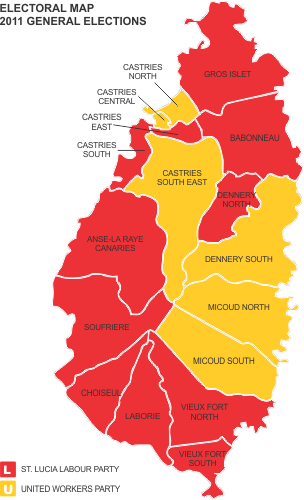 ELECTORAL MAP
2011 GENERAL ELECTIONS
CASTRIES
NORTH
GROS ISLET
CASTRIES
CENTRAL
CASTRIES
EAST
BABONNEAU
CASTRIES
SOUTH
CASTRIES
SOUTH EAST
DENNERY
NORTH
ANSE-LA RAYE
CANARIES
DENNERY SOUTH
MICOUD NORTH
SOUFRIERE
MICOUD SOUTH
CHOISEUL
LABORIE
VIEUX FORT
NORTH
VIEUX FORT
SOUTH
L ST. LUCIA LABOUR PARTY
U UNITED WORKERS PARTY